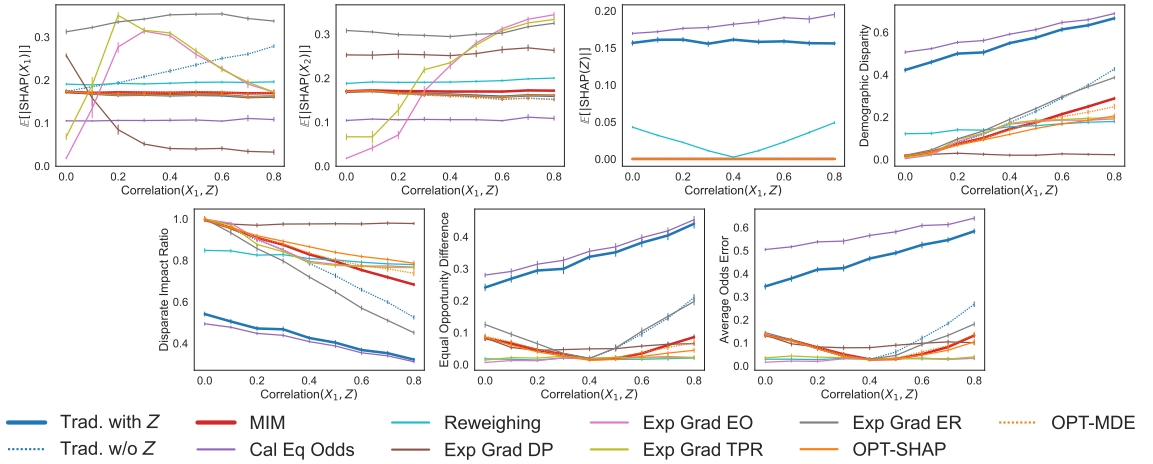 𝔼[|SHAP(X₁)|]
0.3
0.2
0.1
0.0
0.0 0.2 0.4 0.6 0.8
Correlation(X₁, Z)
𝔼[|SHAP(X₂)|]
0.3
0.2
0.1
0.0
0.0 0.2 0.4 0.6 0.8
Correlation(X₁, Z)
𝔼[|SHAP(Z)|]
0.20
0.15
0.10
0.05
0.00
0.0 0.2 0.4 0.6 0.8
Correlation(X₁, Z)
Demographic Disparity
0.6
0.4
0.2
0.0
0.0 0.2 0.4 0.6 0.8
Correlation(X₁, Z)
Disparate Impact Ratio
1.0
0.8
0.6
0.4
0.0 0.2 0.4 0.6 0.8
Correlation(X₁, Z)
Equal Opportunity Difference
0.4
0.3
0.2
0.1
0.0
0.0 0.2 0.4 0.6 0.8
Correlation(X₁, Z)
Average Odds Error
0.6
0.5
0.4
0.3
0.2
0.1
0.0
0.0 0.2 0.4 0.6 0.8
Correlation(X₁, Z)
Trad. with Z
Trad. w/o Z
MIM
Cal Eq Odds
Reweighing
Exp Grad DP
Exp Grad EO
Exp Grad TPR
Exp Grad ER
OPT-SHAP
OPT-MDE